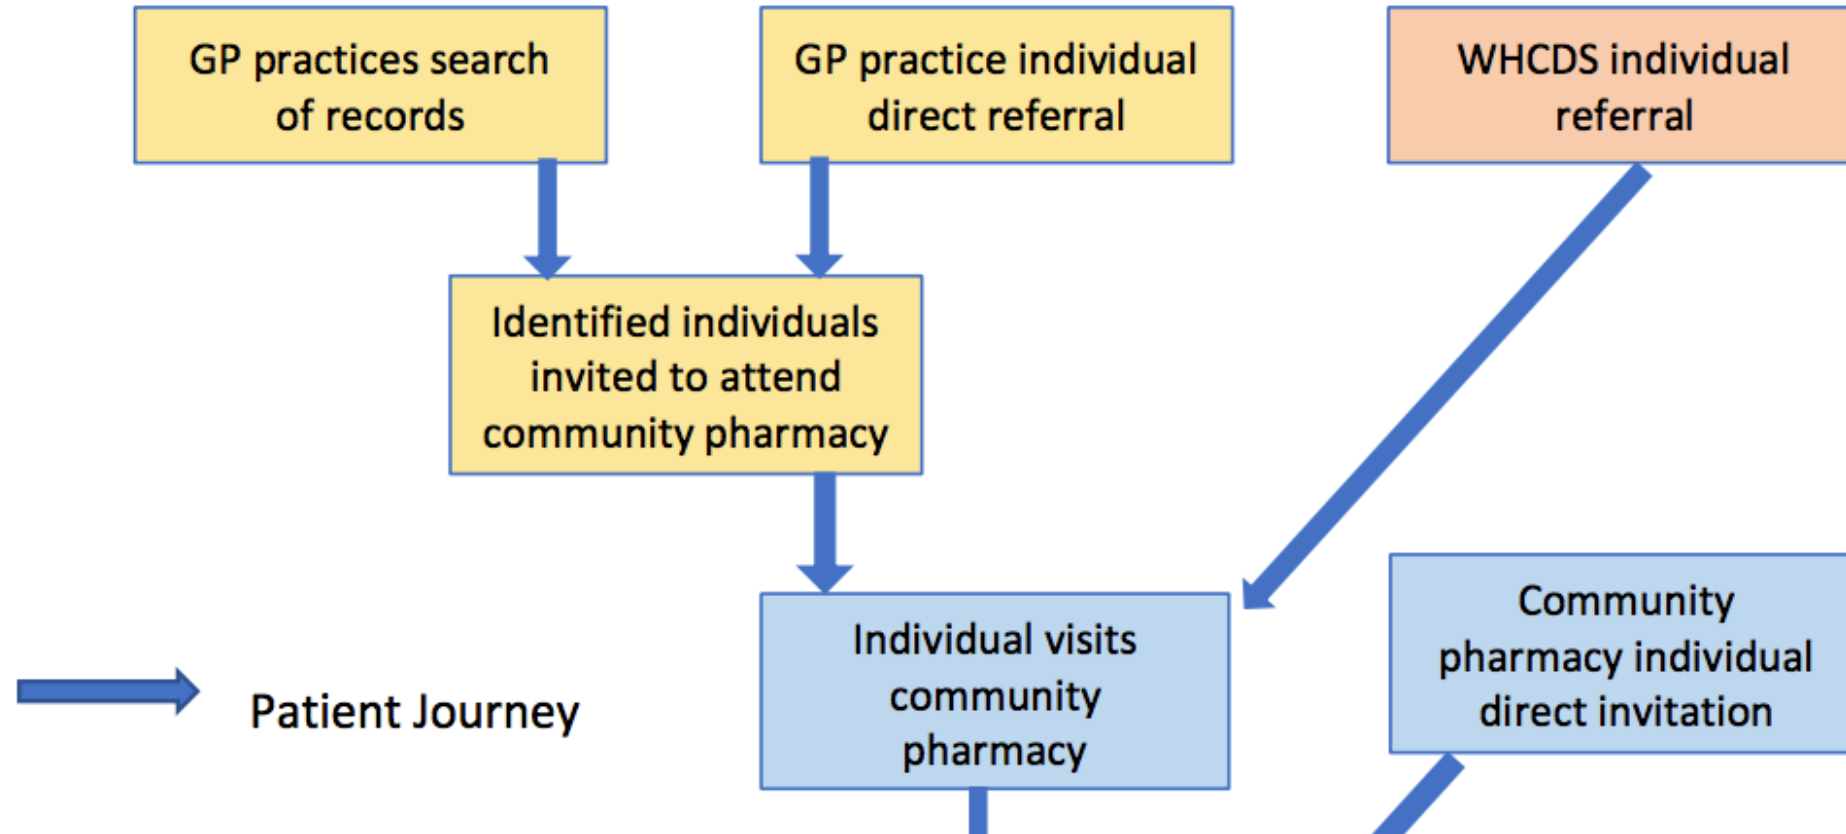 GP practices search
of records
GP practice individual
direct referral
WHCDS individual
referral
Identified individuals
invited to attend
community pharmacy
Individual visits
community
pharmacy
Community
pharmacy individual
direct invitation
Patient Journey